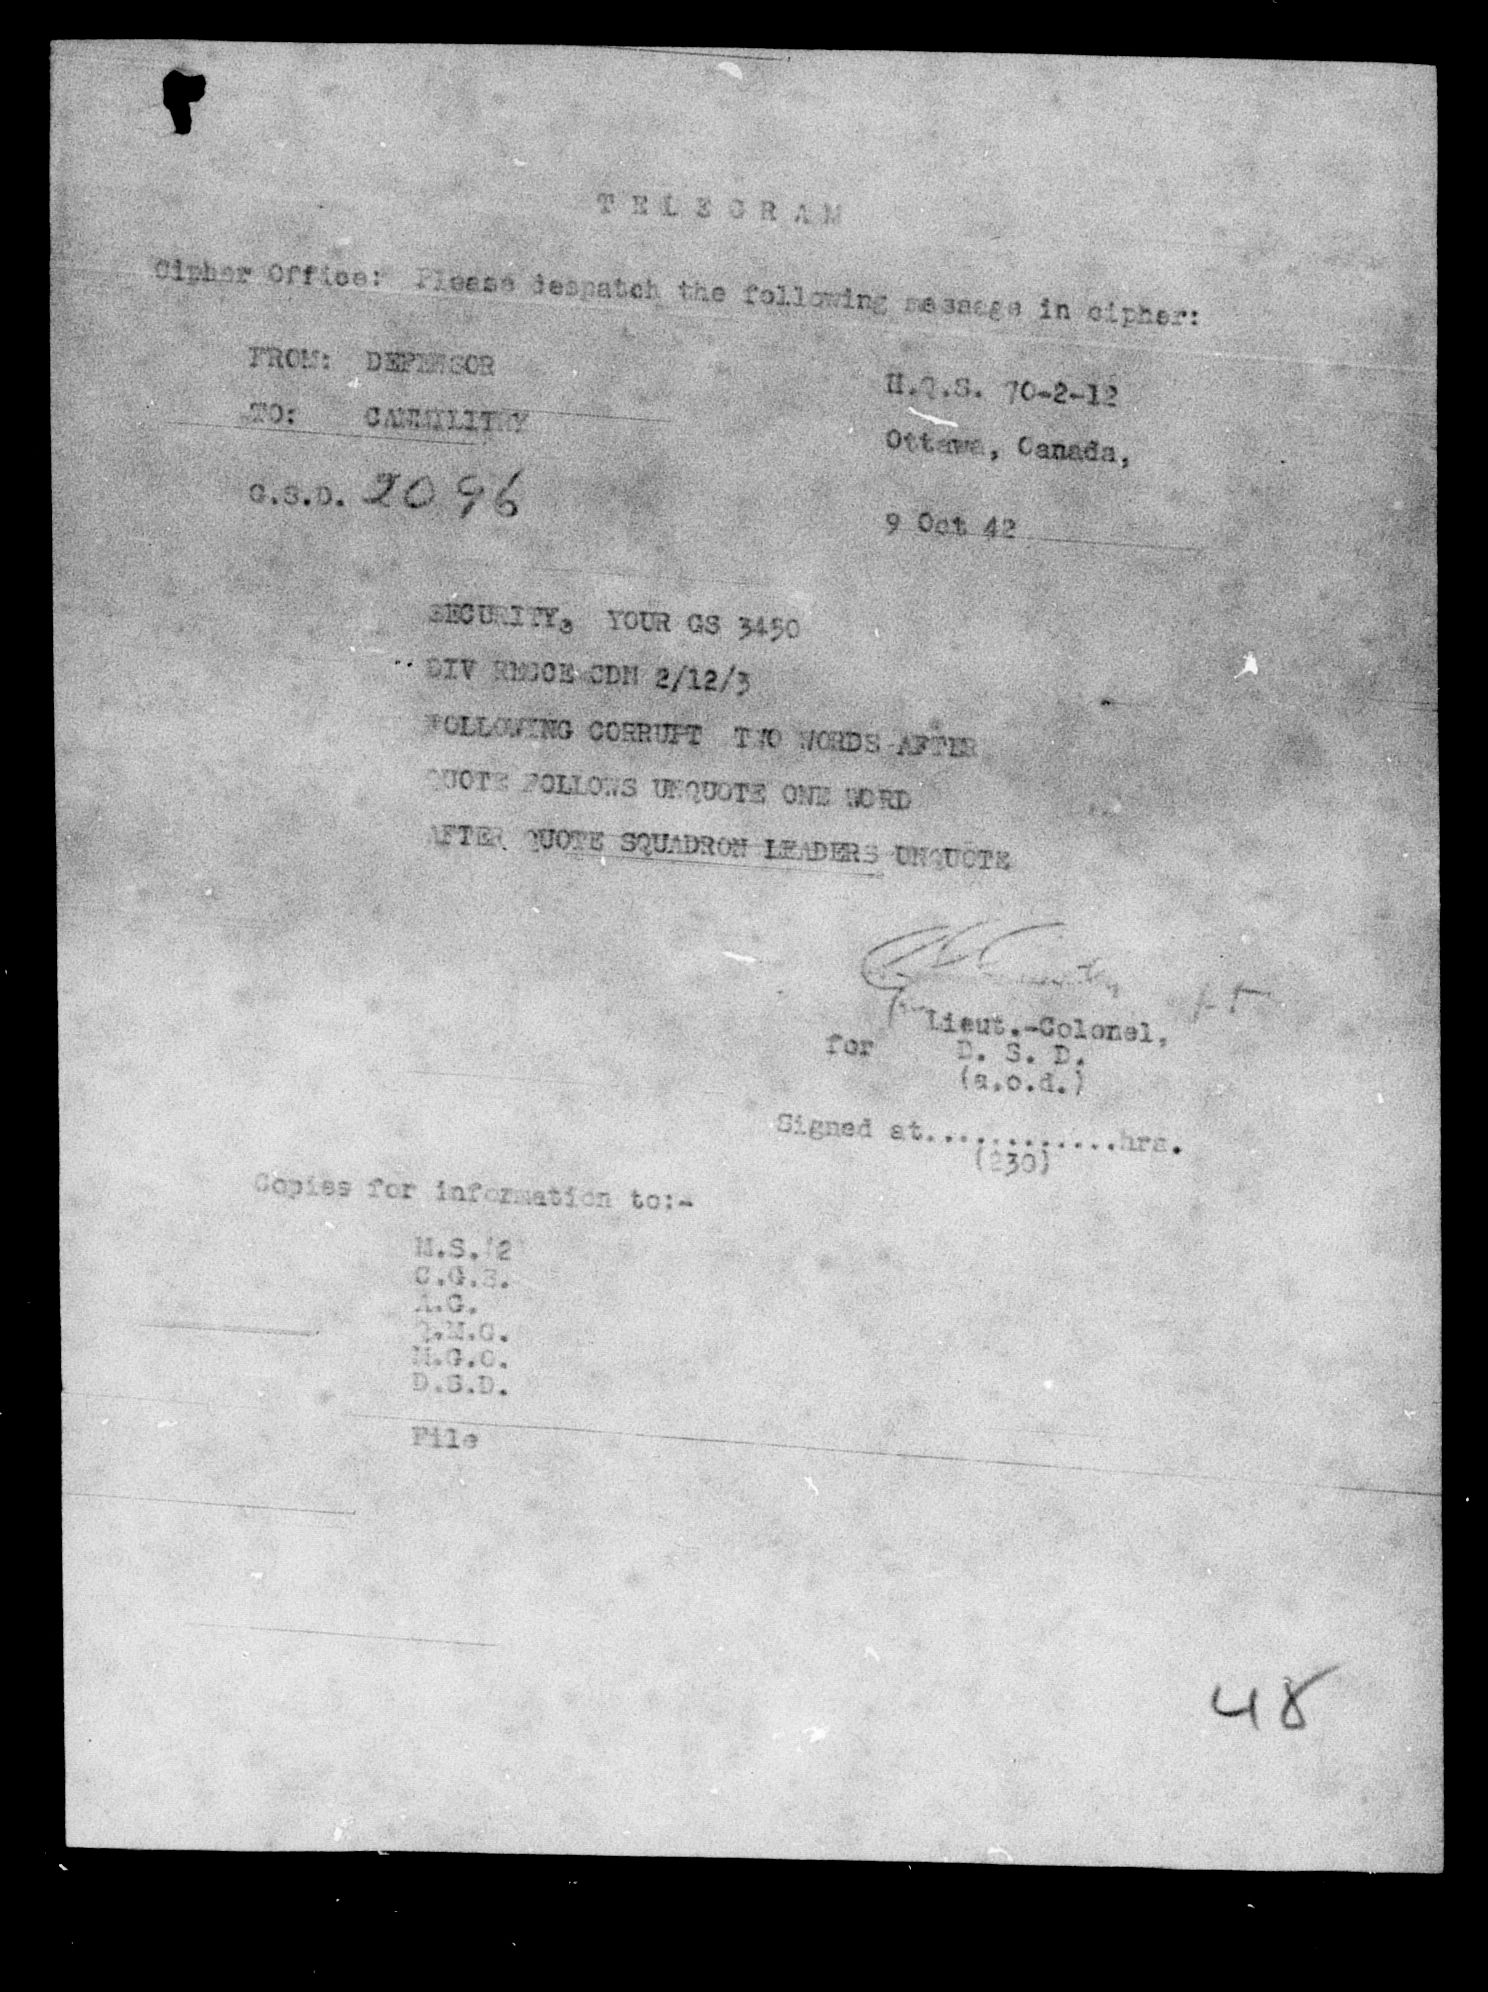 TELEGRAM
Cipher Office: Please despatch the following message in cipher:
FROM: DEFENSOR
H.Q.S. 70-2-12
TO: CANMILITRY
Ottawa, Canada,
G.S.D. 2096
9 Oct 42
SECURITY. YOUR GS 3450
DIV RECCE CDN 2/12/3
FOLLOWING CORRUPT TWO WORDS AFTER
QUOTE FOLLOWS UNQUOTE ONE WORD
AFTER QUOTE SQUADRON LEADERS UNQUOTE
Lieut.-Colonel,
for D. S. D.
(a.o.d.)
Signed at.............hrs.
(230)
Copies for information to:-
M.S. 2
C.G.S.
A.G.
Q.M.G.
M.G.O.
D.S.D.
File
48